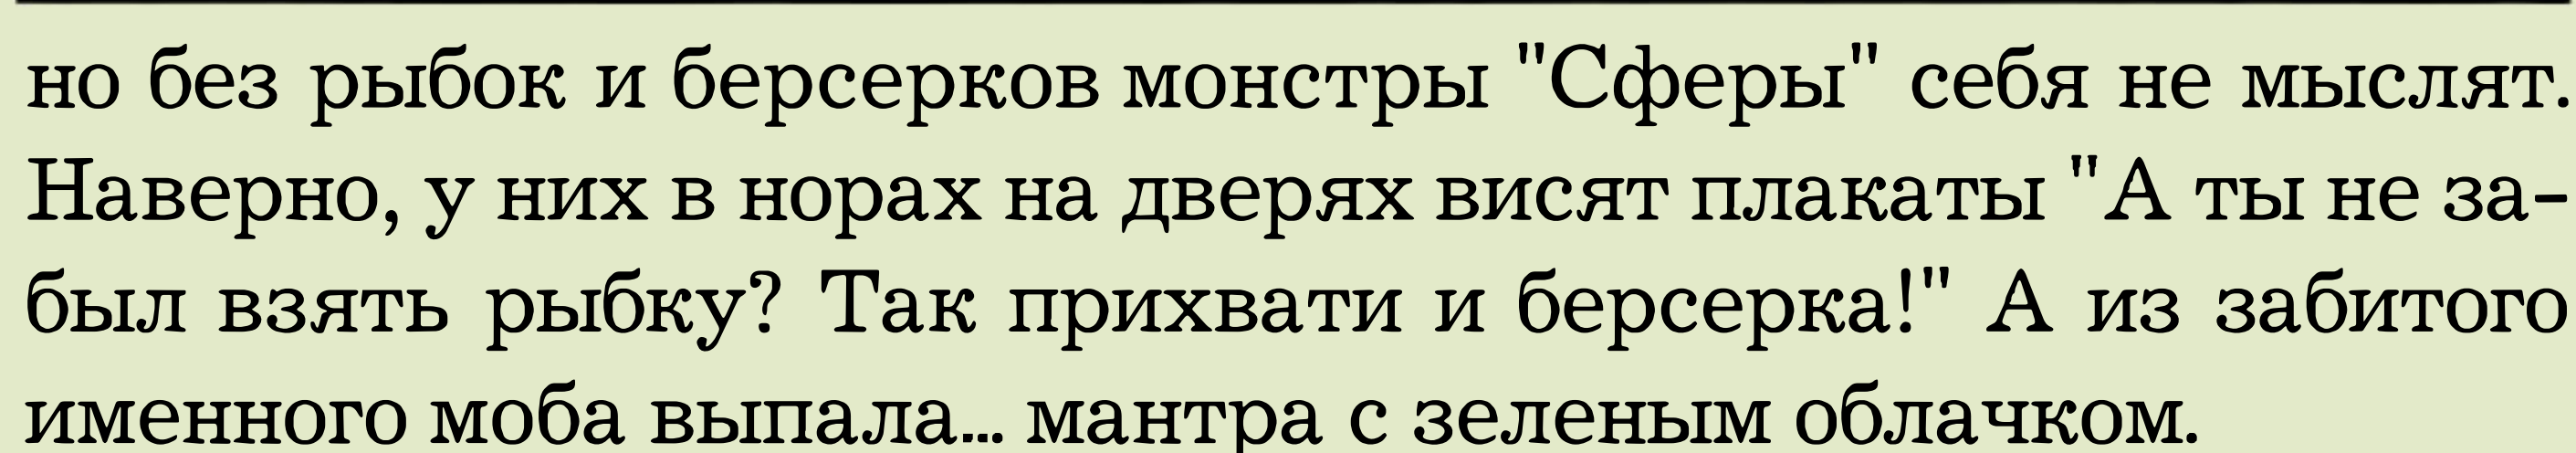 но без рыбок и берсерков монстры "Сферы" себя не мыслят.
Наверно, у них в норах на дверях висят плакаты "А ты не за-
был взять рыбку? Так прихвати и берсерка!" А из забитого
именного моба выпала... мантра с зеленым облачком.